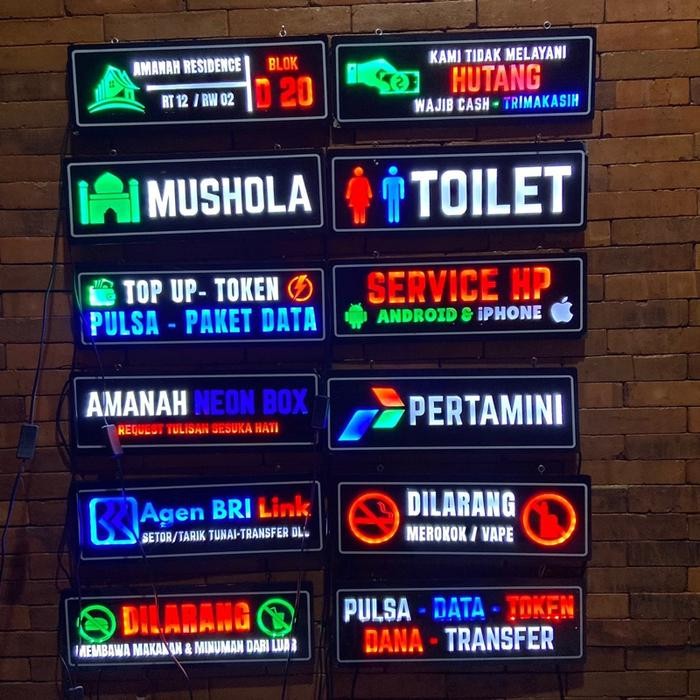 AMANAH RESIDENCE
RT 12 / RW 02
BLOK
D 20
KAMI TIDAK MELAYANI
HUTANG
WAJIB CASH - TRIMAKASIH
MUSHOLA
TOILET
TOP UP- TOKEN
PULSA - PAKET DATA
SERVICE HP
ANDROID & iPHONE
AMANAH NEON BOX
REQUEST TULISAN SESUKA HATI
PERTAMINI
Agen BRI Link
SETOR/TARIK TUNAI-TRANSFER DLL
DILARANG
MEROKOK / VAPE
DILARANG
MEMBAWA MAKANAN & MINUMAN DARI LUAR
PULSA - DATA - TOKEN
DANA - TRANSFER